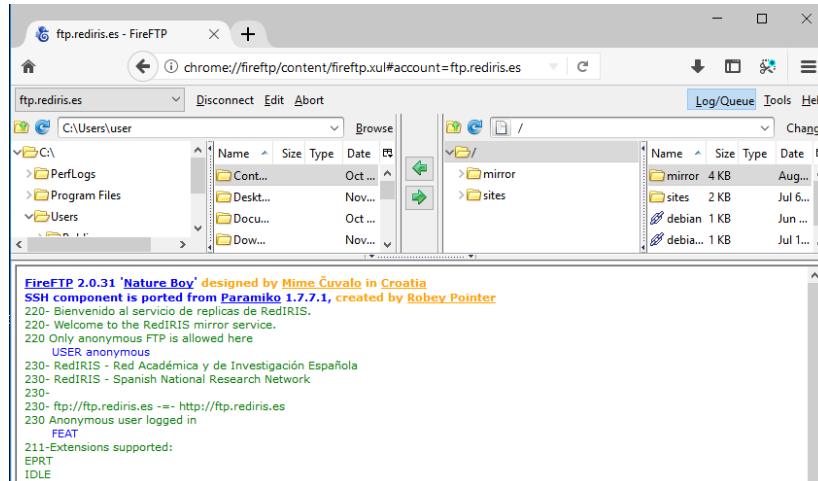 ftp.rediris.es - FireFTP
chrome://fireftp/content/fireftp.xul#account=ftp.rediris.es
ftp.rediris.es Disconnect Edit Abort Log/Queue Tools Hel
C:\Users\user Browse / Chang
C:\ Name Size Type Date / Name Size Type Date
PerfLogs Cont... Oct ... mirror mirror 4 KB Aug...
Program Files Deskt... Nov... sites sites 2 KB Jul 6...
Users Docu... Oct ... debian 1 KB Jun ...
Dow... Nov... debia... 1 KB Jul 1...
FireFTP 2.0.31 'Nature Boy' designed by Mime Čuvalo in Croatia
SSH component is ported from Paramiko 1.7.7.1, created by Robey Pointer
220- Bienvenido al servicio de replicas de RedIRIS.
220- Welcome to the RedIRIS mirror service.
220 Only anonymous FTP is allowed here
USER anonymous
230- RedIRIS - Red Académica y de Investigación Española
230- RedIRIS - Spanish National Research Network
230-
230- ftp://ftp.rediris.es -=- http://ftp.rediris.es
230 Anonymous user logged in
FEAT
211-Extensions supported:
EPRT
IDLE